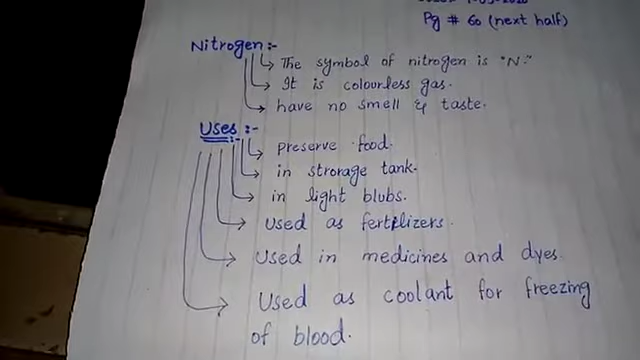 Pg # 60 (next half)
Nitrogen :-
The symbol of nitrogen is "N."
It is colourless gas.
have no smell & taste.
Uses :-
preserve food.
in strorage tank.
in light blubs.
used as fertilizers.
used in medicines and dyes.
used as coolant for freezing
of blood.